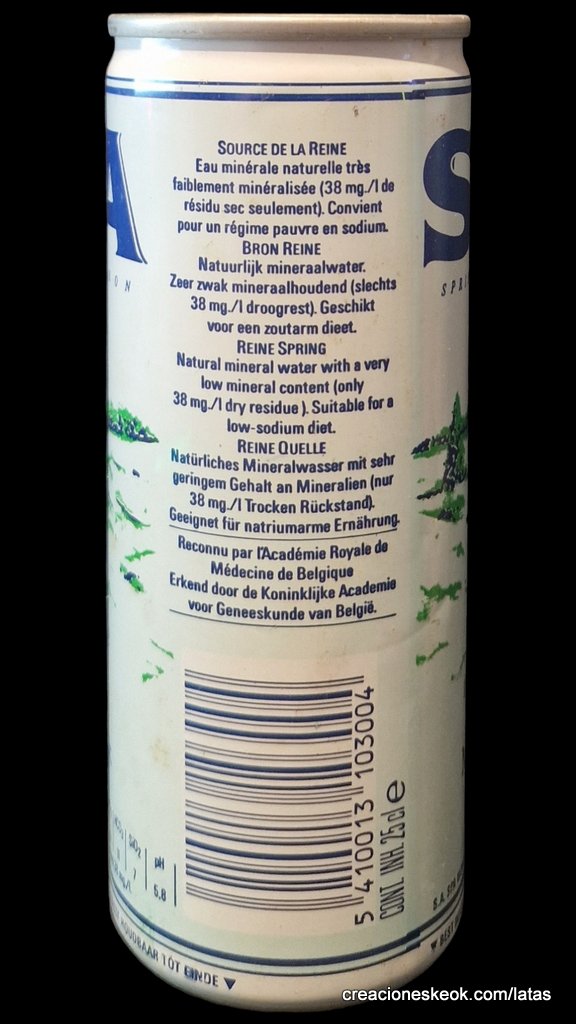 SOURCE DE LA REINE
Eau minérale naturelle très
faiblement minéralisée (38 mg./l de
résidu sec seulement). Convient
pour un régime pauvre en sodium.
BRON REINE
Natuurlijk mineraalwater.
Zeer zwak mineraalhoudend (slechts
38 mg./l droogrest). Geschikt
voor een zoutarm dieet.
REINE SPRING
Natural mineral water with a very
low mineral content (only
38 mg./l dry residue ). Suitable for a
low-sodium diet.
REINE QUELLE
Natürliches Mineralwasser mit sehr
geringem Gehalt an Mineralien (nur
38 mg./l Trocken Rückstand).
Geeignet für natriumarme Ernährung.
Reconnu par l'Académie Royale de
Médecine de Belgique
Erkend door de Koninklijke Academie
voor Geneeskunde van België.
5 410013 103004
CONT. INH. 25 cl e
A
S
SiO2 pH
7 6.8
TOT EINDE ▼
S.A. SPA
▼ BEST
creacioneskeok.com/latas